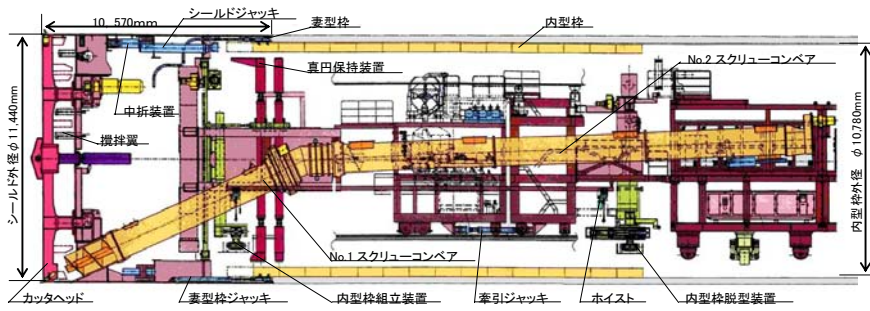 シールドジャッキ
10,570mm
妻型枠
内型枠
No.2 スクリューコンベア
真円保持装置
中折装置
攪拌翼
シールド外径φ11,440mm
内型枠外径 φ10,780mm
No.1 スクリューコンベア
カッタヘッド
妻型枠ジャッキ
内型枠組立装置
牽引ジャッキ
ホイスト
内型枠脱型装置